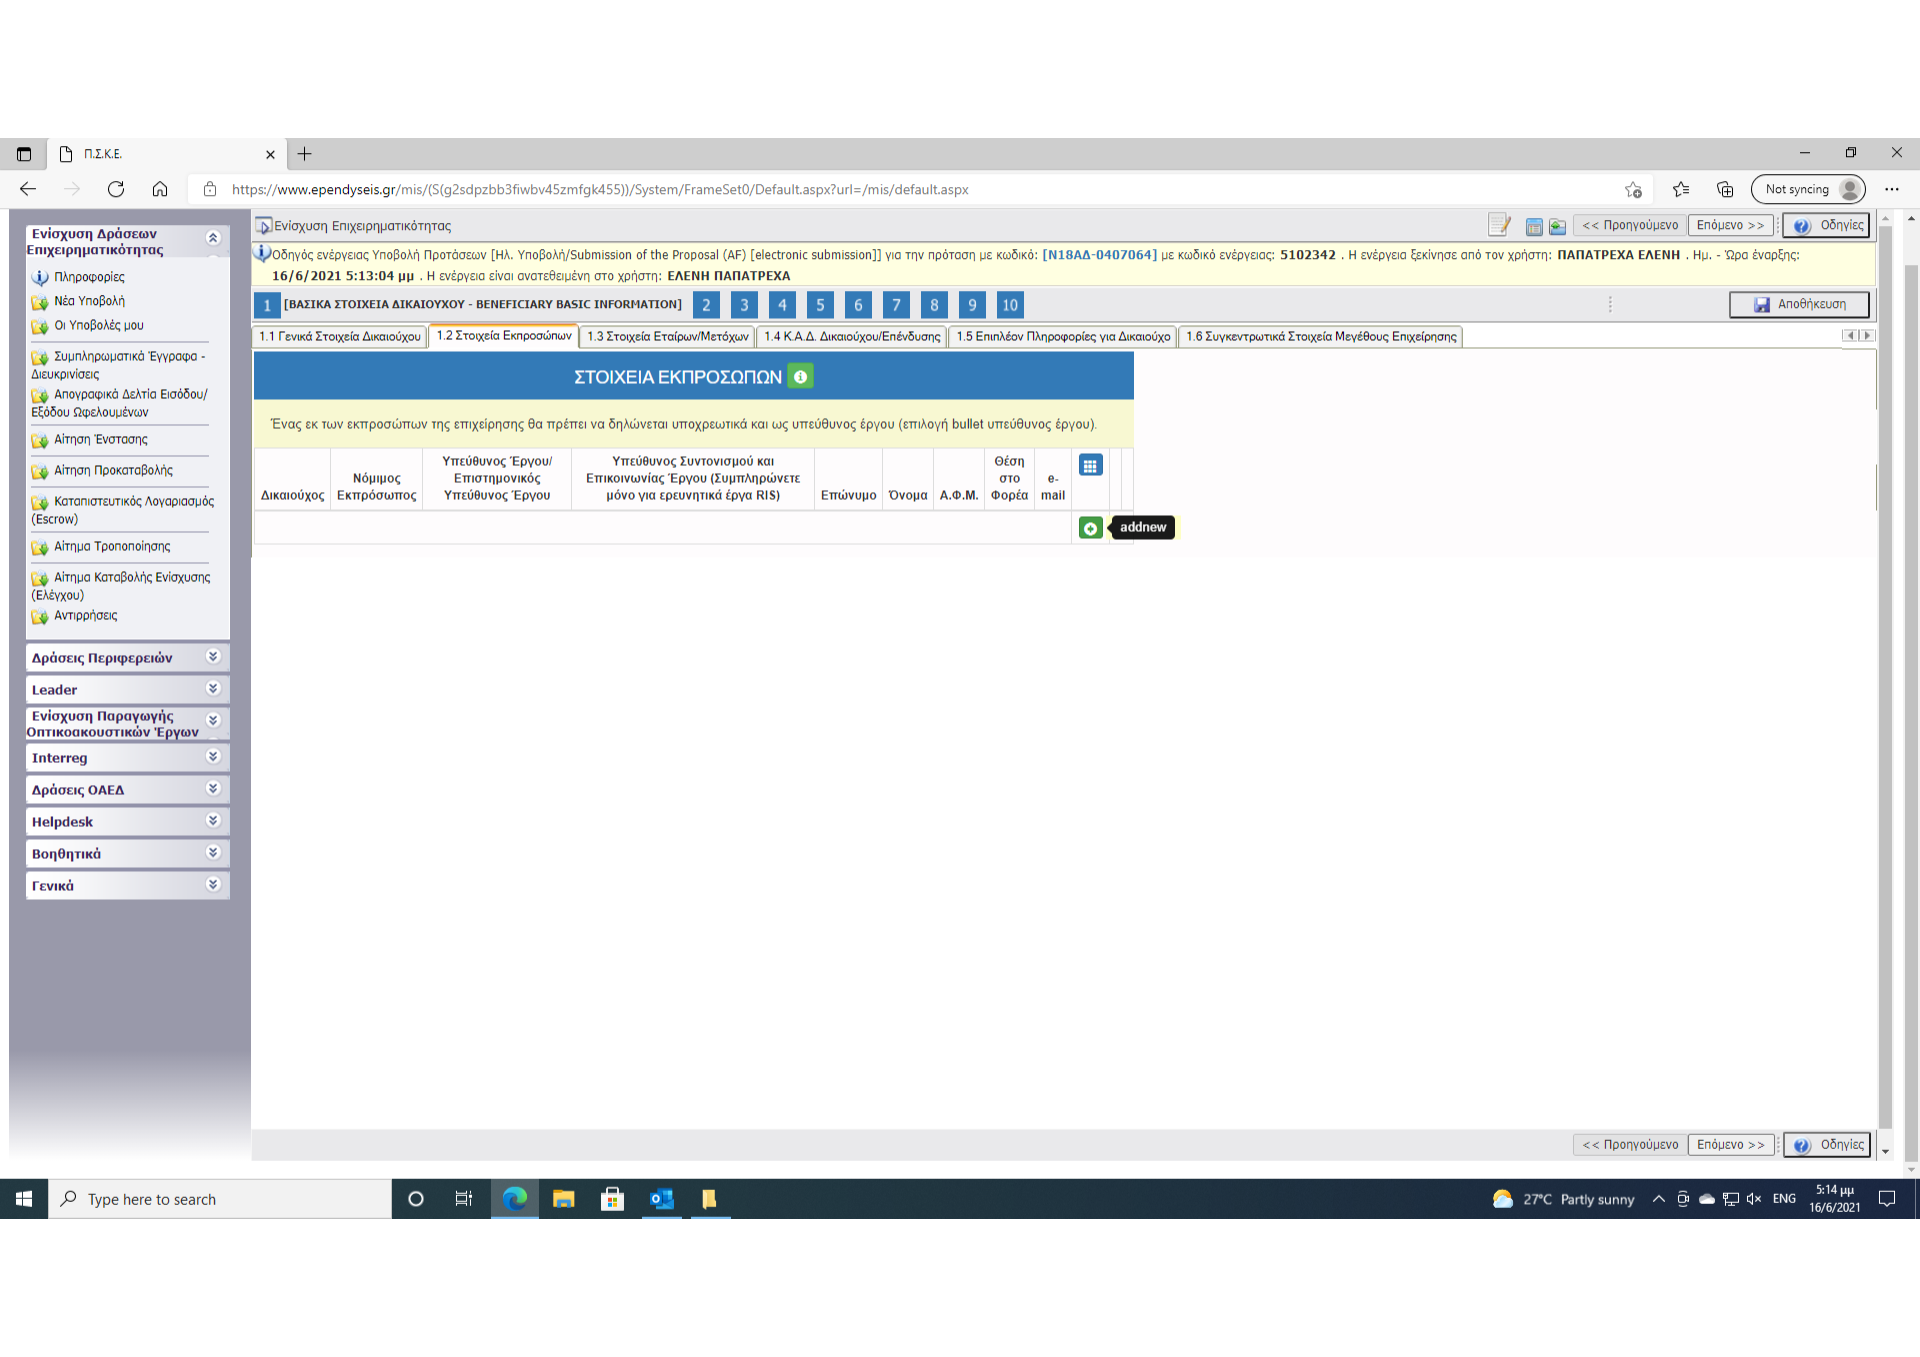 Π.Σ.Κ.Ε.
https://www.ependyseis.gr/mis/(S(g2sdpzbb3fiwbv45zmfgk455))/System/FrameSet0/Default.aspx?url=/mis/default.aspx
Not syncing
Ενίσχυση Δράσεων
Επιχειρηματικότητας
Πληροφορίες
Νέα Υποβολή
Οι Υποβολές μου
Συμπληρωματικά Έγγραφα -
Διευκρινίσεις
Απογραφικά Δελτία Εισόδου/
Εξόδου Ωφελουμένων
Αίτηση Ένστασης
Αίτηση Προκαταβολής
Καταπιστευτικός Λογαριασμός
(Escrow)
Αίτημα Τροποποίησης
Αίτημα Καταβολής Ενίσχυσης
(Ελέγχου)
Αντιρρήσεις
Δράσεις Περιφερειών
Leader
Ενίσχυση Παραγωγής
Οπτικοακουστικών Έργων
Interreg
Δράσεις ΟΑΕΔ
Helpdesk
Βοηθητικά
Γενικά
Ενίσχυση Επιχειρηματικότητας
<< Προηγούμενο Επόμενο >> Οδηγίες
Οδηγός ενέργειας Υποβολή Προτάσεων [Ηλ. Υποβολή/Submission of the Proposal (AF) [electronic submission]] για την πρόταση με κωδικό: [Ν18ΑΔ-0407064] με κωδικό ενέργειας: 5102342 . Η ενέργεια ξεκίνησε από τον χρήστη: ΠΑΠΑΤΡΕΧΑ ΕΛΕΝΗ . Ημ. - Ώρα έναρξης:
16/6/2021 5:13:04 μμ . Η ενέργεια είναι ανατεθειμένη στο χρήστη: ΕΛΕΝΗ ΠΑΠΑΤΡΕΧΑ
1 [ΒΑΣΙΚΑ ΣΤΟΙΧΕΙΑ ΔΙΚΑΙΟΥΧΟΥ - BENEFICIARY BASIC INFORMATION] 2 3 4 5 6 7 8 9 10 Αποθήκευση
1.1 Γενικά Στοιχεία Δικαιούχου 1.2 Στοιχεία Εκπροσώπων 1.3 Στοιχεία Εταίρων/Μετόχων 1.4 Κ.Α.Δ. Δικαιούχου/Επένδυσης 1.5 Επιπλέον Πληροφορίες για Δικαιούχο 1.6 Συγκεντρωτικά Στοιχεία Μεγέθους Επιχείρησης
ΣΤΟΙΧΕΙΑ ΕΚΠΡΟΣΩΠΩΝ
Ένας εκ των εκπροσώπων της επιχείρησης θα πρέπει να δηλώνεται υποχρεωτικά και ως υπεύθυνος έργου (επιλογή bullet υπεύθυνος έργου).
Υπεύθυνος Έργου/ Υπεύθυνος Συντονισμού και Θέση
Νόμιμος Επιστημονικός Επικοινωνίας Έργου (Συμπληρώνετε στο e-
Δικαιούχος Εκπρόσωπος Υπεύθυνος Έργου μόνο για ερευνητικά έργα RIS) Επώνυμο Όνομα Α.Φ.Μ. Φορέα mail
addnew
<< Προηγούμενο Επόμενο >> Οδηγίες
Type here to search
27°C Partly sunny
ENG
5:14 μμ
16/6/2021